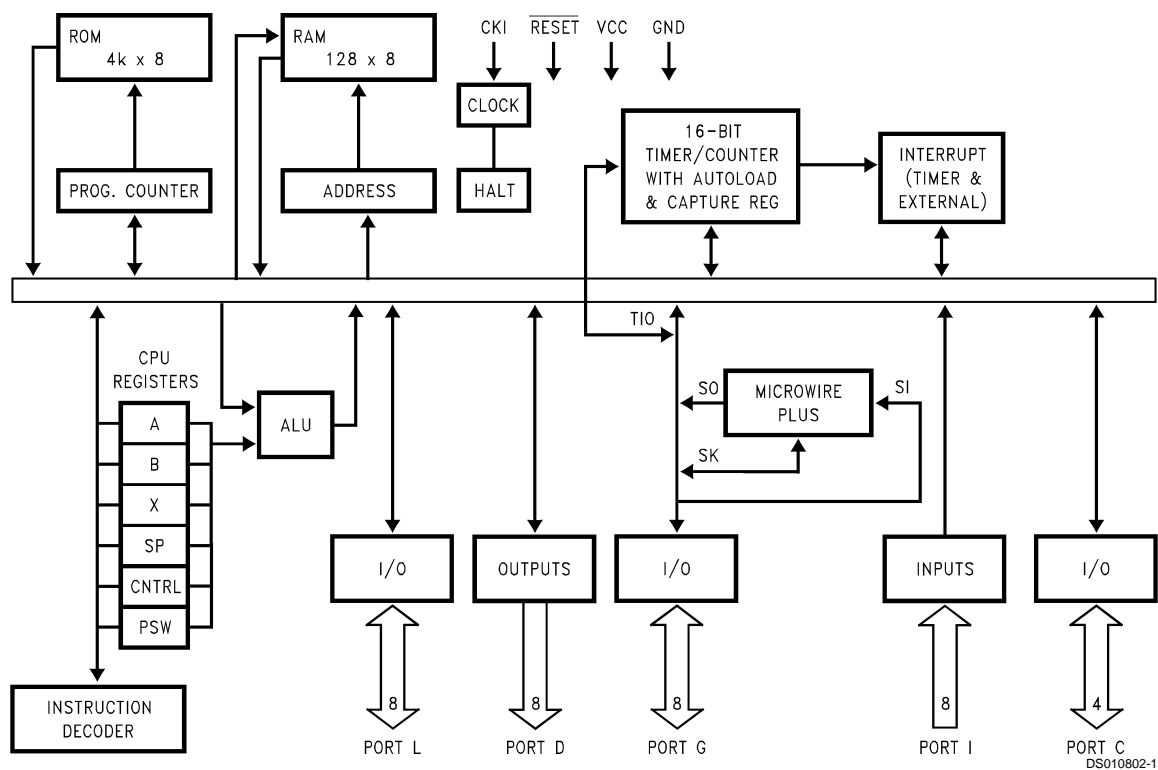 ROM
4k x 8
RAM
128 x 8
CKI
RESET
VCC
GND
CLOCK
HALT
PROG. COUNTER
ADDRESS
16-BIT
TIMER/COUNTER
WITH AUTOLOAD
& CAPTURE REG
INTERRUPT
(TIMER &
EXTERNAL)
TIO
CPU
REGISTERS
A
B
X
SP
CNTRL
PSW
ALU
SO
MICROWIRE
PLUS
SI
SK
I/O
OUTPUTS
I/O
INPUTS
I/O
INSTRUCTION
DECODER
8
8
8
8
4
PORT L
PORT D
PORT G
PORT I
PORT C
DS010802-1